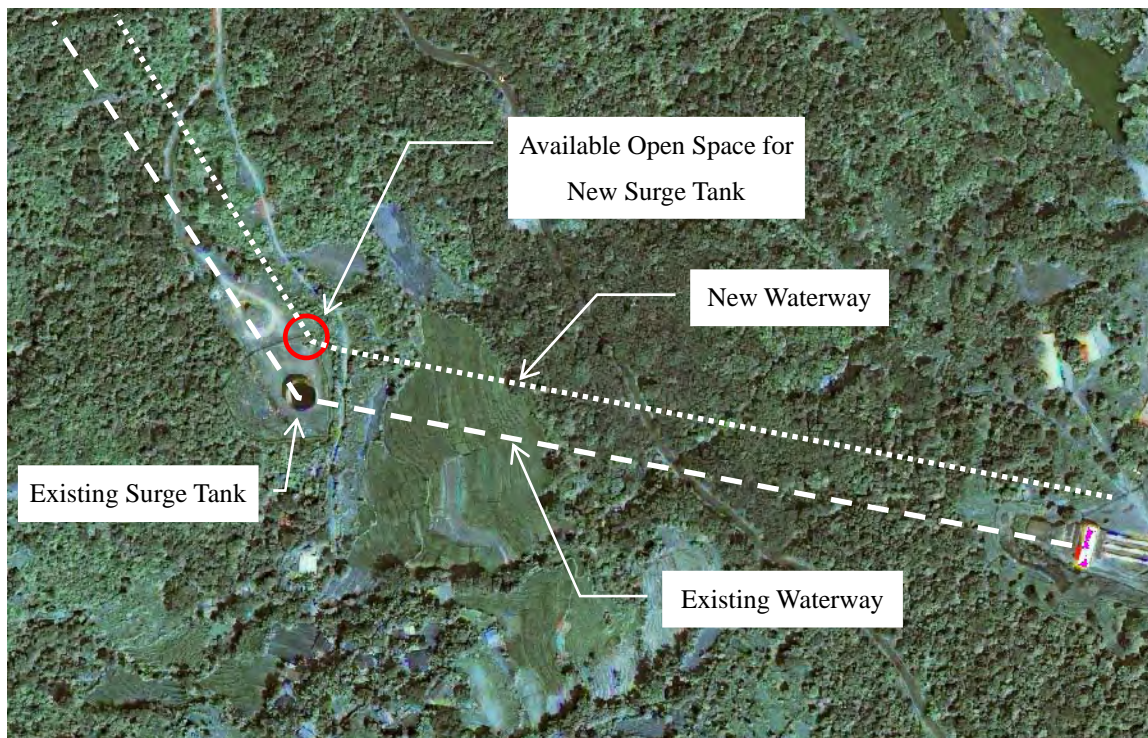 Available Open Space for
New Surge Tank
New Waterway
Existing Surge Tank
Existing Waterway